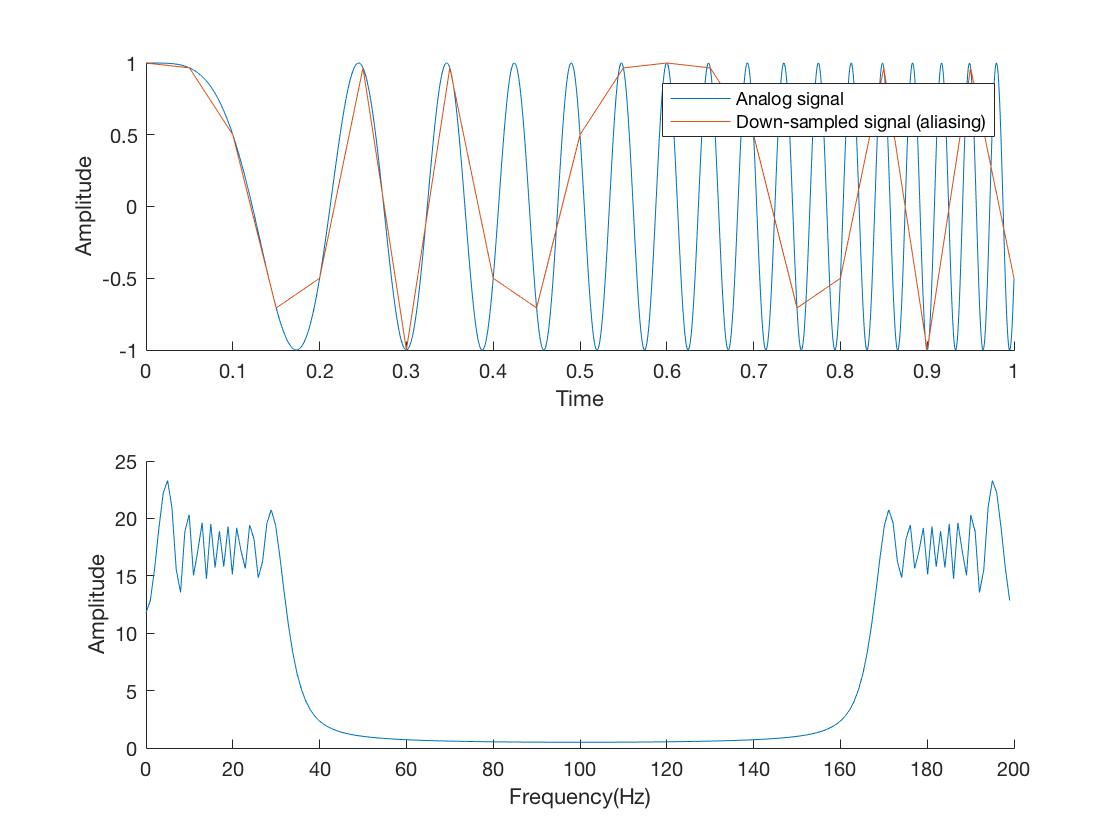 1
0.5
0
-0.5
-1
Amplitude
Analog signal
Down-sampled signal (aliasing)
0 0.1 0.2 0.3 0.4 0.5 0.6 0.7 0.8 0.9 1
Time
25
20
15
10
5
0
Amplitude
0 20 40 60 80 100 120 140 160 180 200
Frequency(Hz)